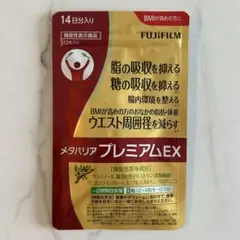 14日分入り
BMIが高めの方に
機能性表示食品
FUJIFILM
脂の吸収を抑える
糖の吸収を抑える
腸内環境を整える
BMIが高めの方のおなかの脂肪・体重
ウエスト周囲径を減らす
メタバリア
プレミアムEX